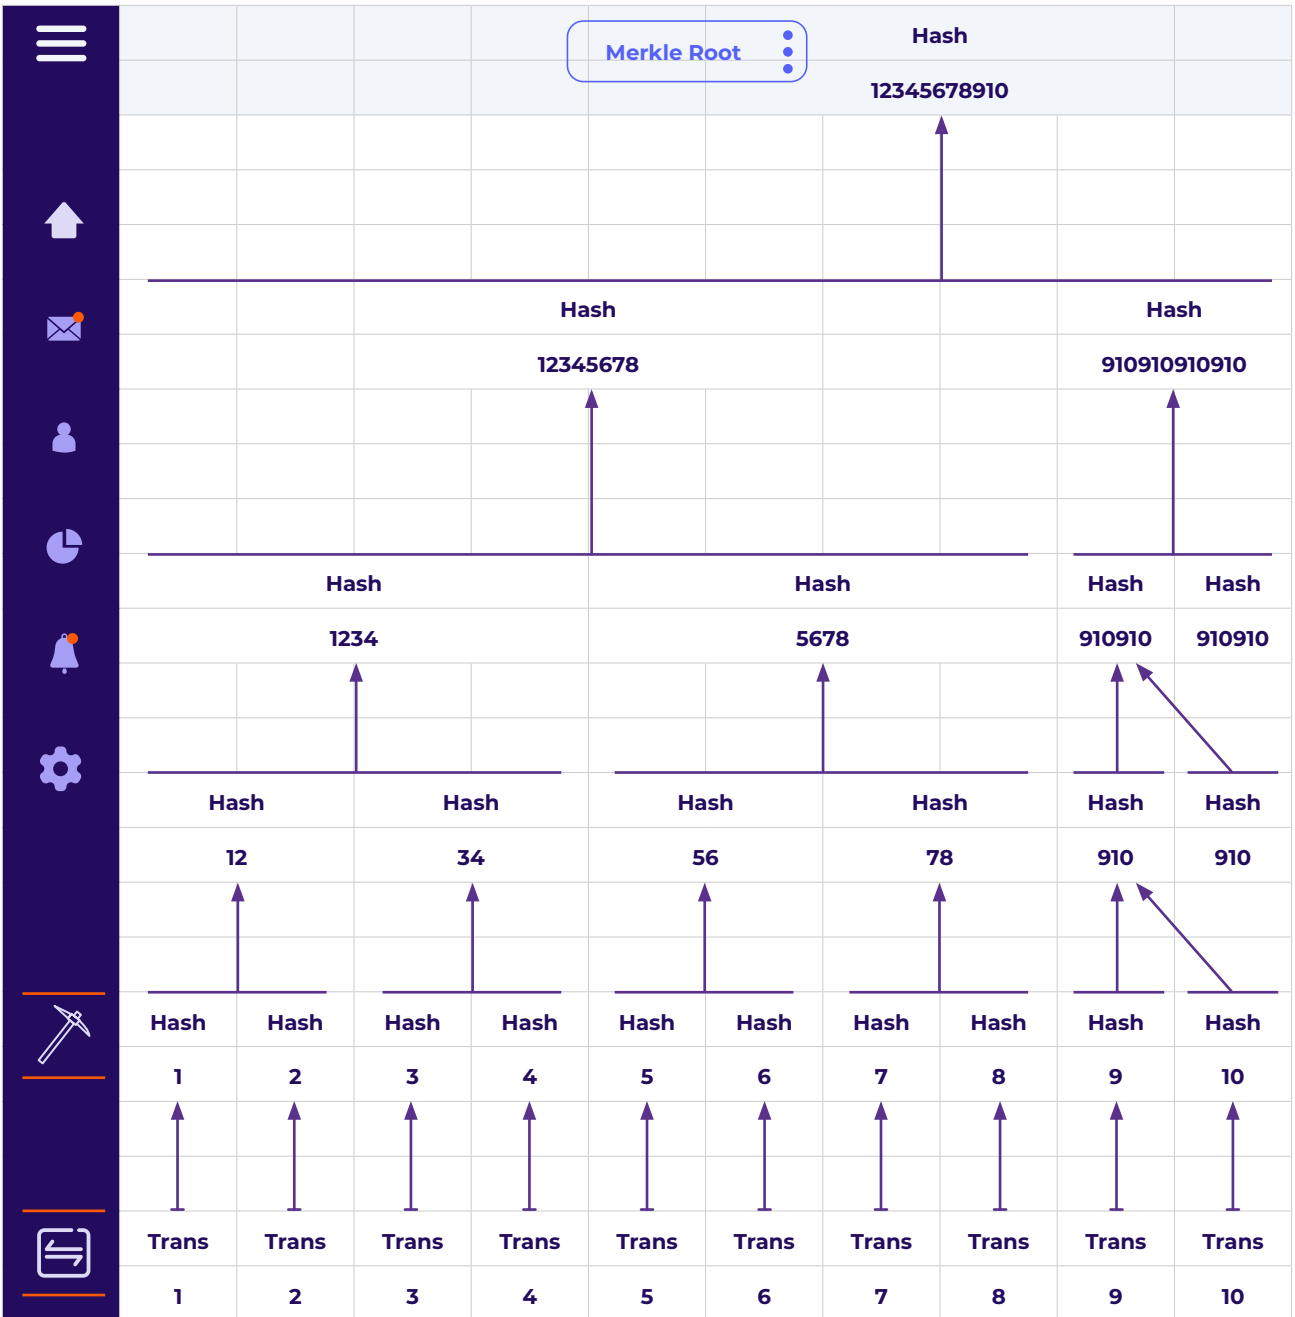 Merkle Root
Hash
12345678910
Hash Hash
12345678 910910910910
Hash Hash Hash Hash
1234 5678 910910 910910
Hash Hash Hash Hash Hash Hash
12 34 56 78 910 910
Hash Hash Hash Hash Hash Hash Hash Hash Hash Hash
1 2 3 4 5 6 7 8 9 10
Trans Trans Trans Trans Trans Trans Trans Trans Trans Trans
1 2 3 4 5 6 7 8 9 10